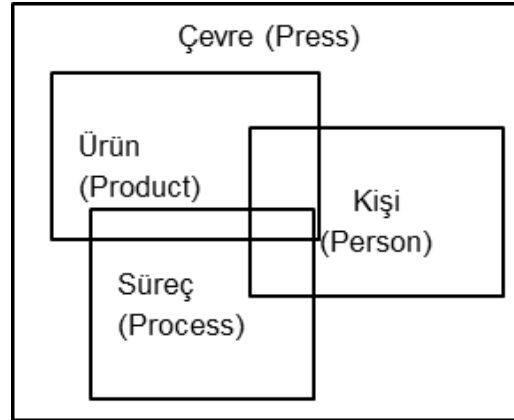 Çevre (Press)
Ürün
(Product)
Kişi
(Person)
Süreç
(Process)